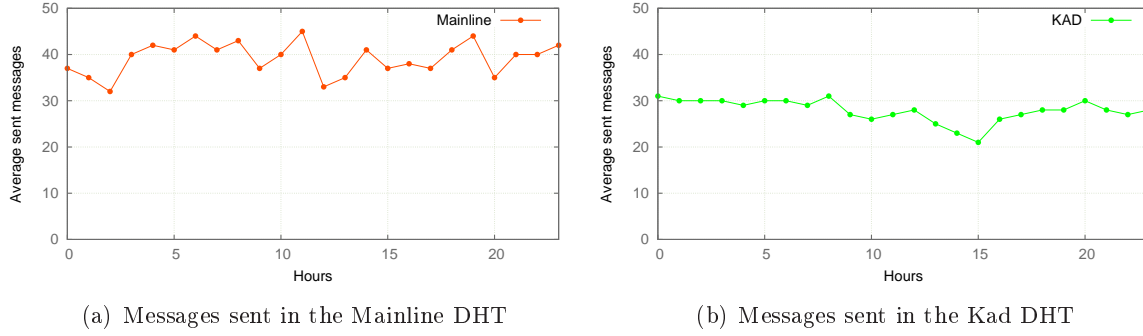 50
40
30
20
10
0
Average sent messages
Mainline
0 5 10 15 20
Hours
(a) Messages sent in the Mainline DHT
50
40
30
20
10
0
Average sent messages
KAD
0 5 10 15 20
Hours
(b) Messages sent in the Kad DHT